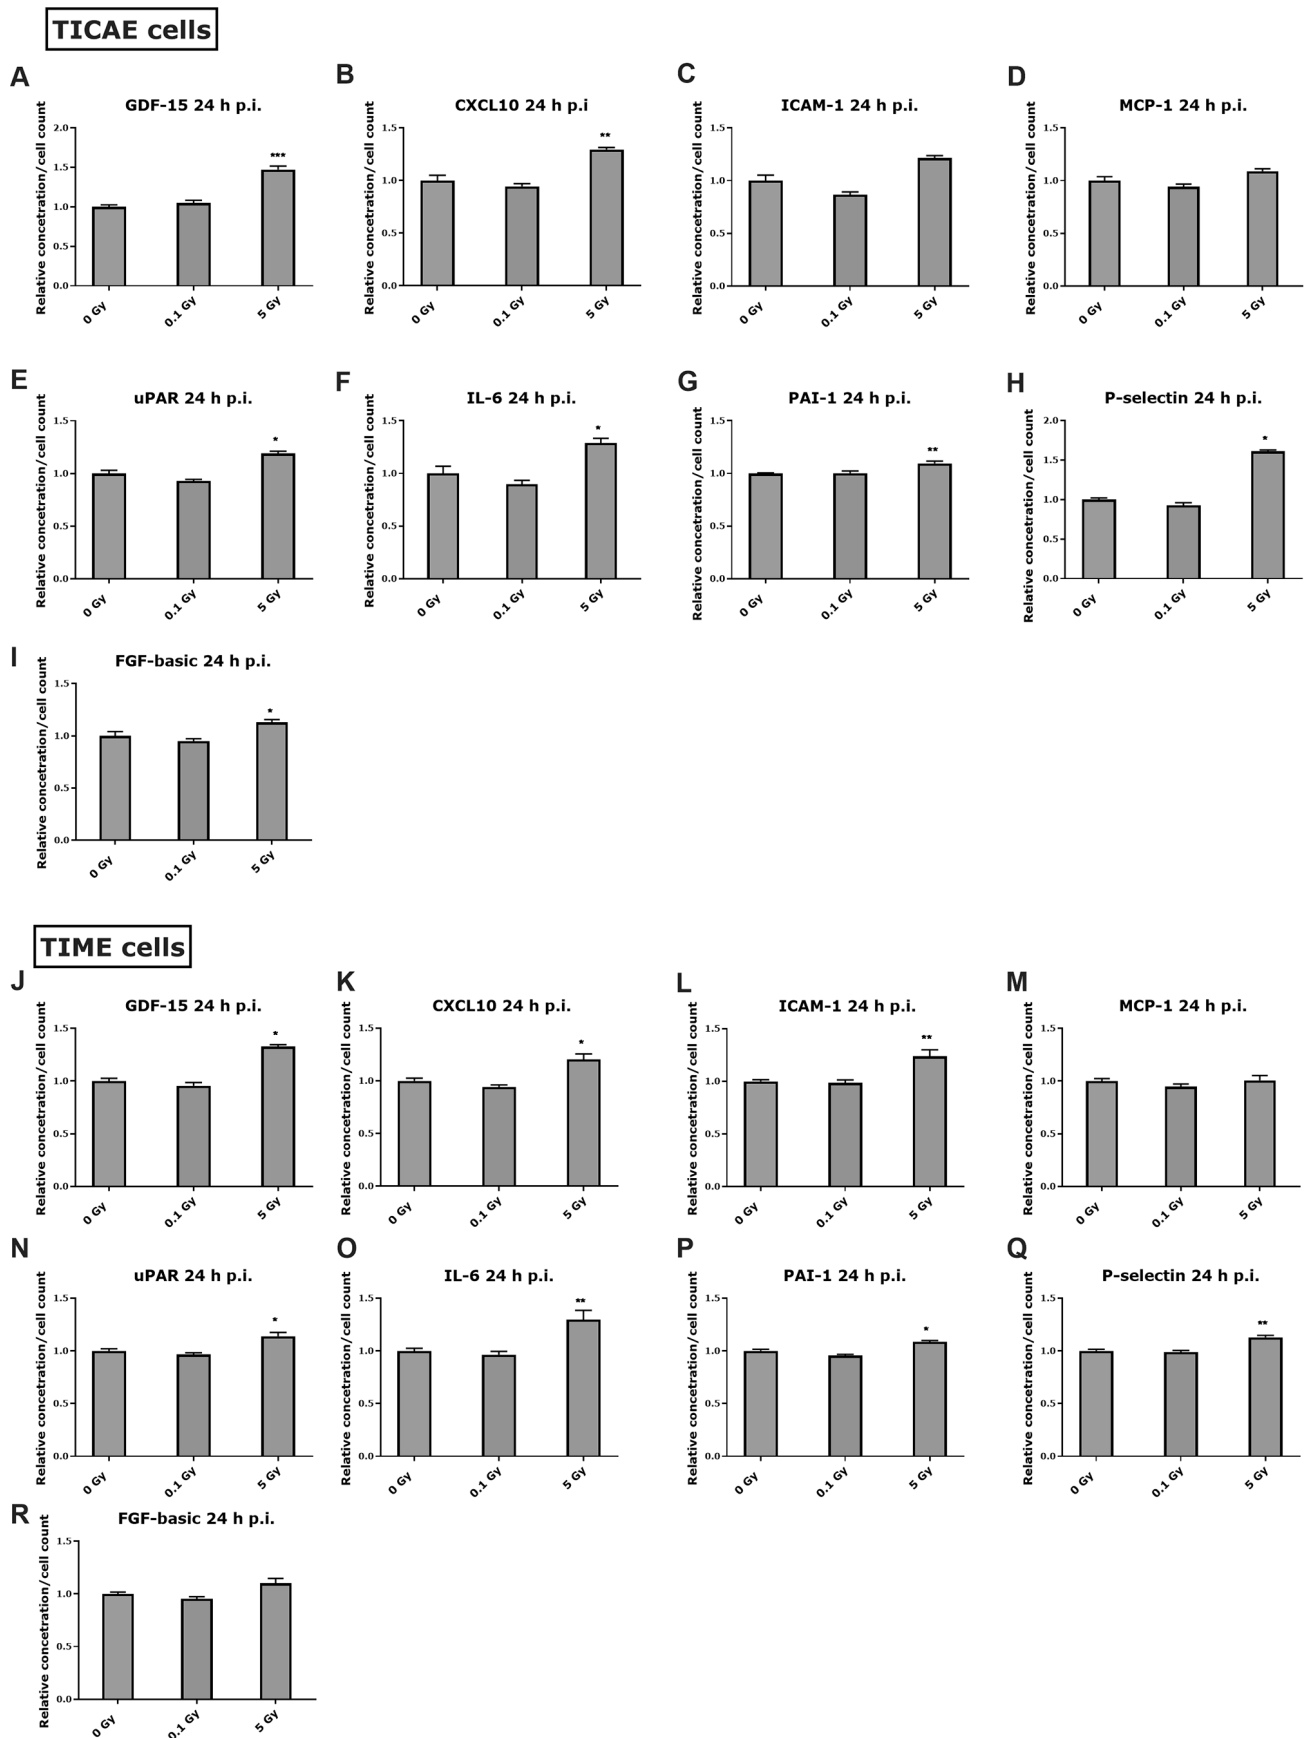 TICAE cells
A
GDF-15 24 h p.i.
Relative concetration/cell count
2.0
***
1.5
1.0
0.5
0.0
0 Gy
0.1 Gy
5 Gy
B
CXCL10 24 h p.i
Relative concetration/cell count
1.5
**
1.0
0.5
0.0
0 Gy
0.1 Gy
5 Gy
C
ICAM-1 24 h p.i.
Relative concetration/cell count
1.5
1.0
0.5
0.0
0 Gy
0.1 Gy
5 Gy
D
MCP-1 24 h p.i.
Relative concetration/cell count
1.5
1.0
0.5
0.0
0 Gy
0.1 Gy
5 Gy
E
uPAR 24 h p.i.
Relative concetration/cell count
1.5
*
1.0
0.5
0.0
0 Gy
0.1 Gy
5 Gy
F
IL-6 24 h p.i.
Relative concetration/cell count
1.5
*
1.0
0.5
0.0
0 Gy
0.1 Gy
5 Gy
G
PAI-1 24 h p.i.
Relative concetration/cell count
1.5
**
1.0
0.5
0.0
0 Gy
0.1 Gy
5 Gy
H
P-selectin 24 h p.i.
Relative concetration/cell count
2.0
*
1.5
1.0
0.5
0.0
0 Gy
0.1 Gy
5 Gy
I
FGF-basic 24 h p.i.
Relative concetration/cell count
1.5
*
1.0
0.5
0.0
0 Gy
0.1 Gy
5 Gy
TIME cells
J
GDF-15 24 h p.i.
Relative concetration/cell count
1.5
*
1.0
0.5
0.0
0 Gy
0.1 Gy
5 Gy
K
CXCL10 24 h p.i.
Relative concetration/cell count
1.5
*
1.0
0.5
0.0
0 Gy
0.1 Gy
5 Gy
L
ICAM-1 24 h p.i.
Relative concetration/cell count
1.5
**
1.0
0.5
0.0
0 Gy
0.1 Gy
5 Gy
M
MCP-1 24 h p.i.
Relative concetration/cell count
1.5
1.0
0.5
0.0
0 Gy
0.1 Gy
5 Gy
N
uPAR 24 h p.i.
Relative concetration/cell count
1.5
*
1.0
0.5
0.0
0 Gy
0.1 Gy
5 Gy
O
IL-6 24 h p.i.
Relative concetration/cell count
1.5
**
1.0
0.5
0.0
0 Gy
0.1 Gy
5 Gy
P
PAI-1 24 h p.i.
Relative concetration/cell count
1.5
*
1.0
0.5
0.0
0 Gy
0.1 Gy
5 Gy
Q
P-selectin 24 h p.i.
Relative concetration/cell count
1.5
**
1.0
0.5
0.0
0 Gy
0.1 Gy
5 Gy
R
FGF-basic 24 h p.i.
Relative concetration/cell count
1.5
1.0
0.5
0.0
0 Gy
0.1 Gy
5 Gy